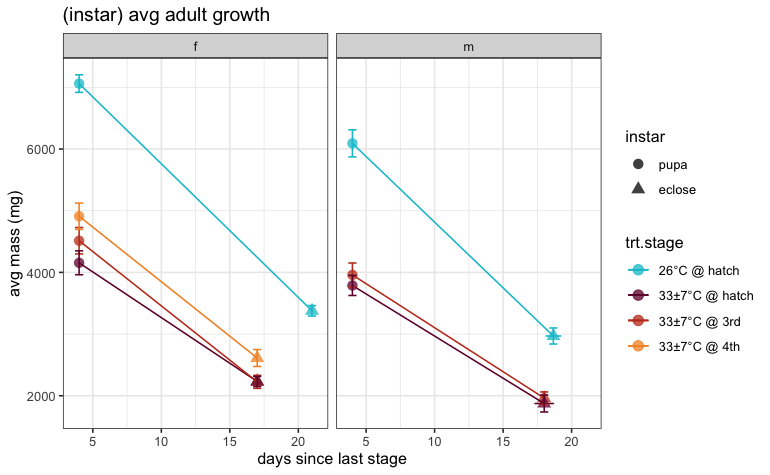 (instar) avg adult growth
f
m
avg mass (mg)
6000
4000
2000
5
10
15
20
5
10
15
20
days since last stage
instar
pupa
eclose
trt.stage
26°C @ hatch
33±7°C @ hatch
33±7°C @ 3rd
33±7°C @ 4th